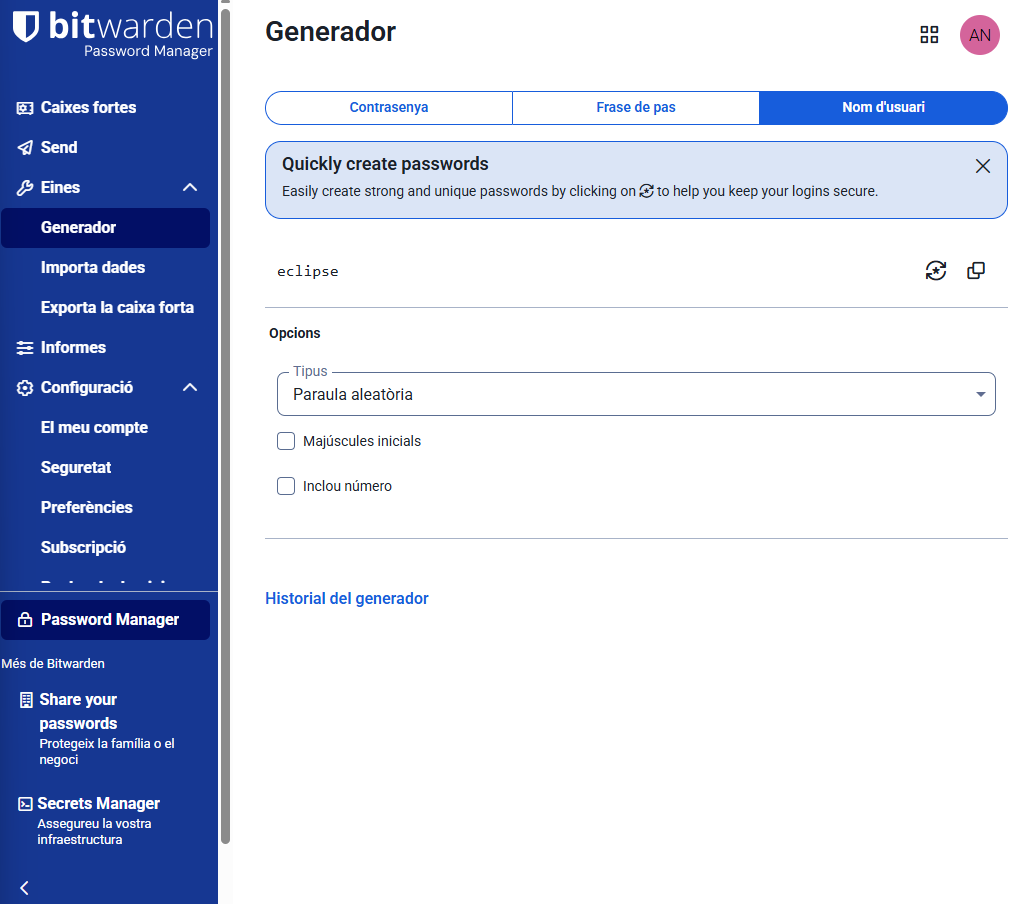 bitwarden
Password Manager
Caixes fortes
Send
Eines
Generador
Importa dades
Exporta la caixa forta
Informes
Configuració
El meu compte
Seguretat
Preferències
Subscripció
Password Manager
Més de Bitwarden
Share your
passwords
Protegeix la família o el
negoci
Secrets Manager
Assegureu la vostra
infraestructura
Generador
AN
Contrasenya
Frase de pas
Nom d'usuari
Quickly create passwords
Easily create strong and unique passwords by clicking on to help you keep your logins secure.
eclipse
Opcions
Tipus
Paraula aleatòria
Majúscules inicials
Inclou número
Historial del generador